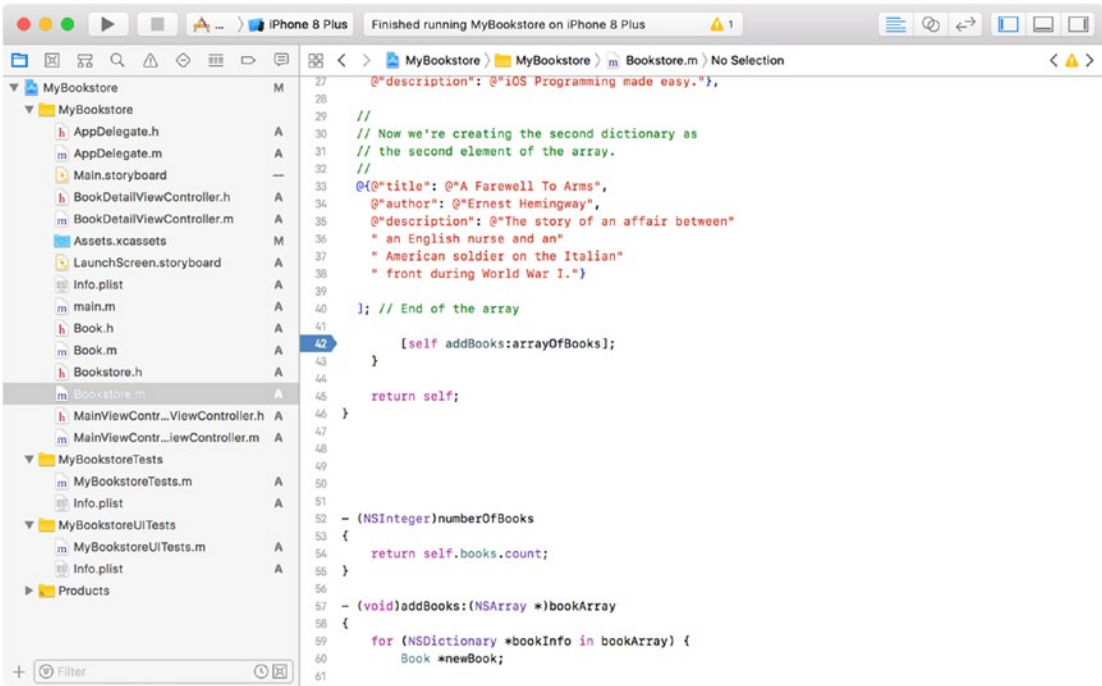 A ... iPhone 8 Plus Finished running MyBookstore on iPhone 8 Plus 1
MyBookstore MyBookstore Bookstore.m No Selection
MyBookstore M
MyBookstore
AppDelegate.h A
AppDelegate.m A
Main.storyboard —
BookDetailViewController.h A
BookDetailViewController.m A
Assets.xcassets M
LaunchScreen.storyboard A
Info.plist A
main.m A
Book.h A
Book.m A
Bookstore.h A
Bookstore.m A
MainViewContr...ViewController.h A
MainViewContr...iewController.m A
MyBookstoreTests
MyBookstoreTests.m A
Info.plist A
MyBookstoreUITests
MyBookstoreUITests.m A
Info.plist A
Products
Filter
27 @"description": @"iOS Programming made easy."},
28
29 //
30 // Now we're creating the second dictionary as
31 // the second element of the array.
32 //
33 @{@"title": @"A Farewell To Arms",
34 @"author": @"Ernest Hemingway",
35 @"description": @"The story of an affair between"
36 " an English nurse and an"
37 " American soldier on the Italian"
38 " front during World War I."}
39
40 ]; // End of the array
41
42 [self addBooks:arrayOfBooks];
43 }
44
45 return self;
46 }
47
48
49
50
51
52 - (NSInteger)numberOfBooks
53 {
54 return self.books.count;
55 }
56
57 - (void)addBooks:(NSArray *)bookArray
58 {
59 for (NSDictionary *bookInfo in bookArray) {
60 Book *newBook;
61